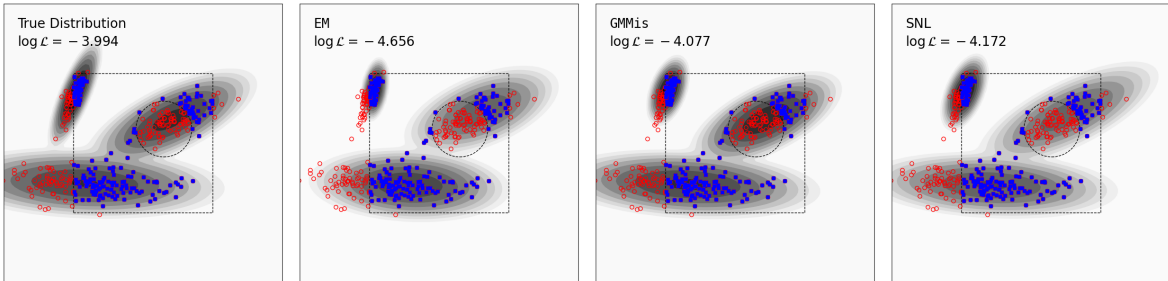 True Distribution
log ℒ = − 3.994
EM
log ℒ = − 4.656
GMMis
log ℒ = − 4.077
SNL
log ℒ = − 4.172